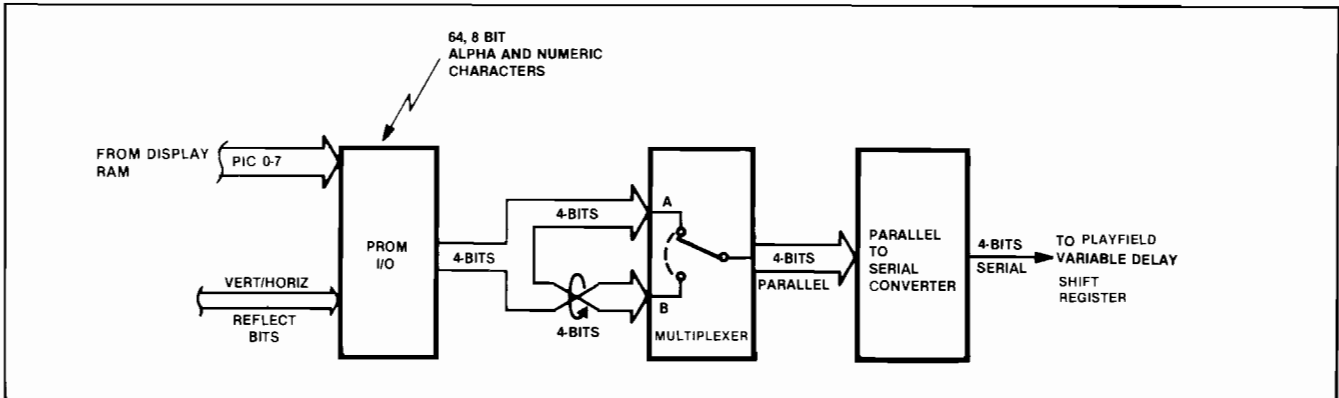 64, 8 BIT
ALPHA AND NUMERIC
CHARACTERS
FROM DISPLAY
RAM
PIC 0-7
PROM
I/O
VERT/HORIZ
REFLECT
BITS
4-BITS
4-BITS
4-BITS
A
B
MULTIPLEXER
4-BITS
PARALLEL
PARALLEL
TO
SERIAL
CONVERTER
4-BITS
SERIAL
TO PLAYFIELD
VARIABLE DELAY
SHIFT
REGISTER